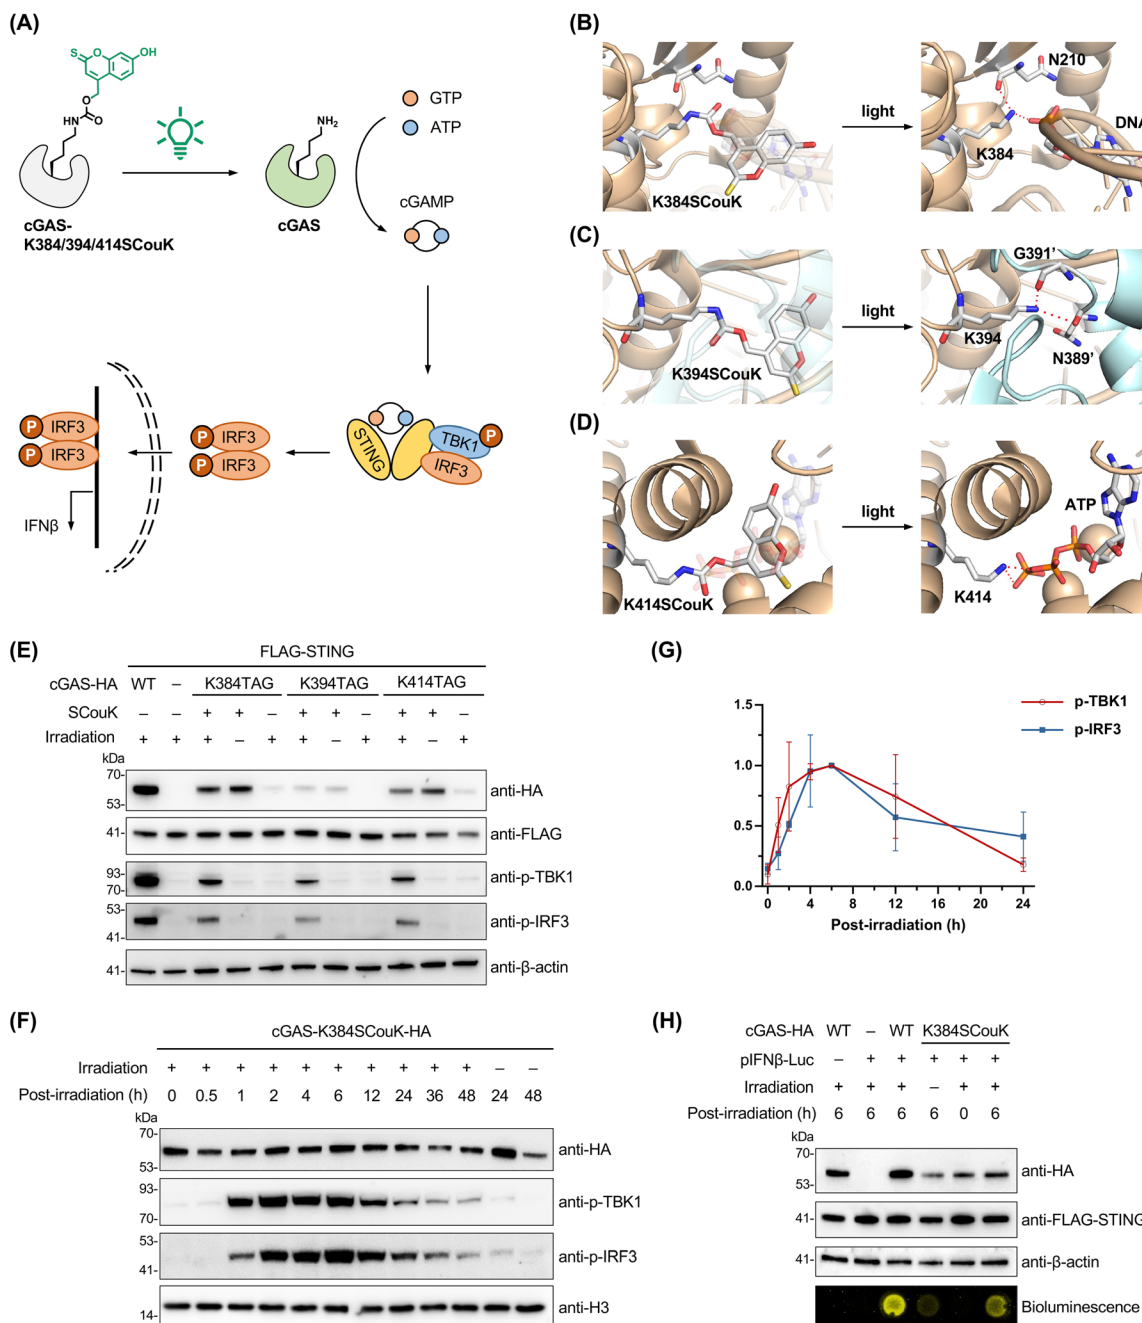 (A)
S
O
OH
O
HN
O
NH2
GTP
ATP
cGAS-
K384/394/414SCouK
cGAS
cGAMP
P IRF3
P IRF3
P IRF3
P IRF3
STING
TBK1
P
IRF3
IFNβ
(B)
N210
light
K384
DNA
K384SCouK
(C)
G391’
light
K394
N389’
K394SCouK
(D)
light
ATP
K414SCouK
K414
(E)
FLAG-STING
cGAS-HA WT – K384TAG K394TAG K414TAG
SCouK – – + + – + + – + + –
Irradiation + + + – + + – + + – +
kDa
70-
53-
anti-HA
41-
anti-FLAG
93-
70-
anti-p-TBK1
53-
41-
anti-p-IRF3
41-
anti-β-actin
(G)
1.5
1.0
0.5
0.0
0 4 8 12 16 20 24
Post-irradiation (h)
p-TBK1
p-IRF3
(F)
cGAS-K384SCouK-HA
Irradiation + + + + + + + + + + – –
Post-irradiation (h) 0 0.5 1 2 4 6 12 24 36 48 24 48
kDa
70-
53-
anti-HA
93-
70-
anti-p-TBK1
53-
41-
anti-p-IRF3
14-
anti-H3
(H)
cGAS-HA WT – WT K384SCouK
pIFNβ-Luc – + + + + +
Irradiation + + + – + +
Post-irradiation (h) 6 6 6 6 0 6
kDa
70-
53-
anti-HA
41-
anti-FLAG-STING
41-
anti-β-actin
Bioluminescence